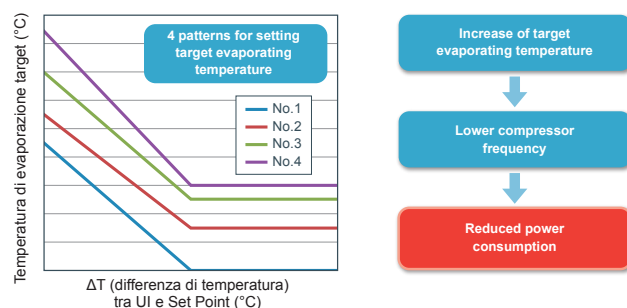 Temperatura di evaporazione target (°C)
4 patterns for setting
target evaporating
temperature
No.1
No.2
No.3
No.4
ΔT (differenza di temperatura)
tra UI e Set Point (°C)
Increase of target
evaporating temperature
Lower compressor
frequency
Reduced power
consumption